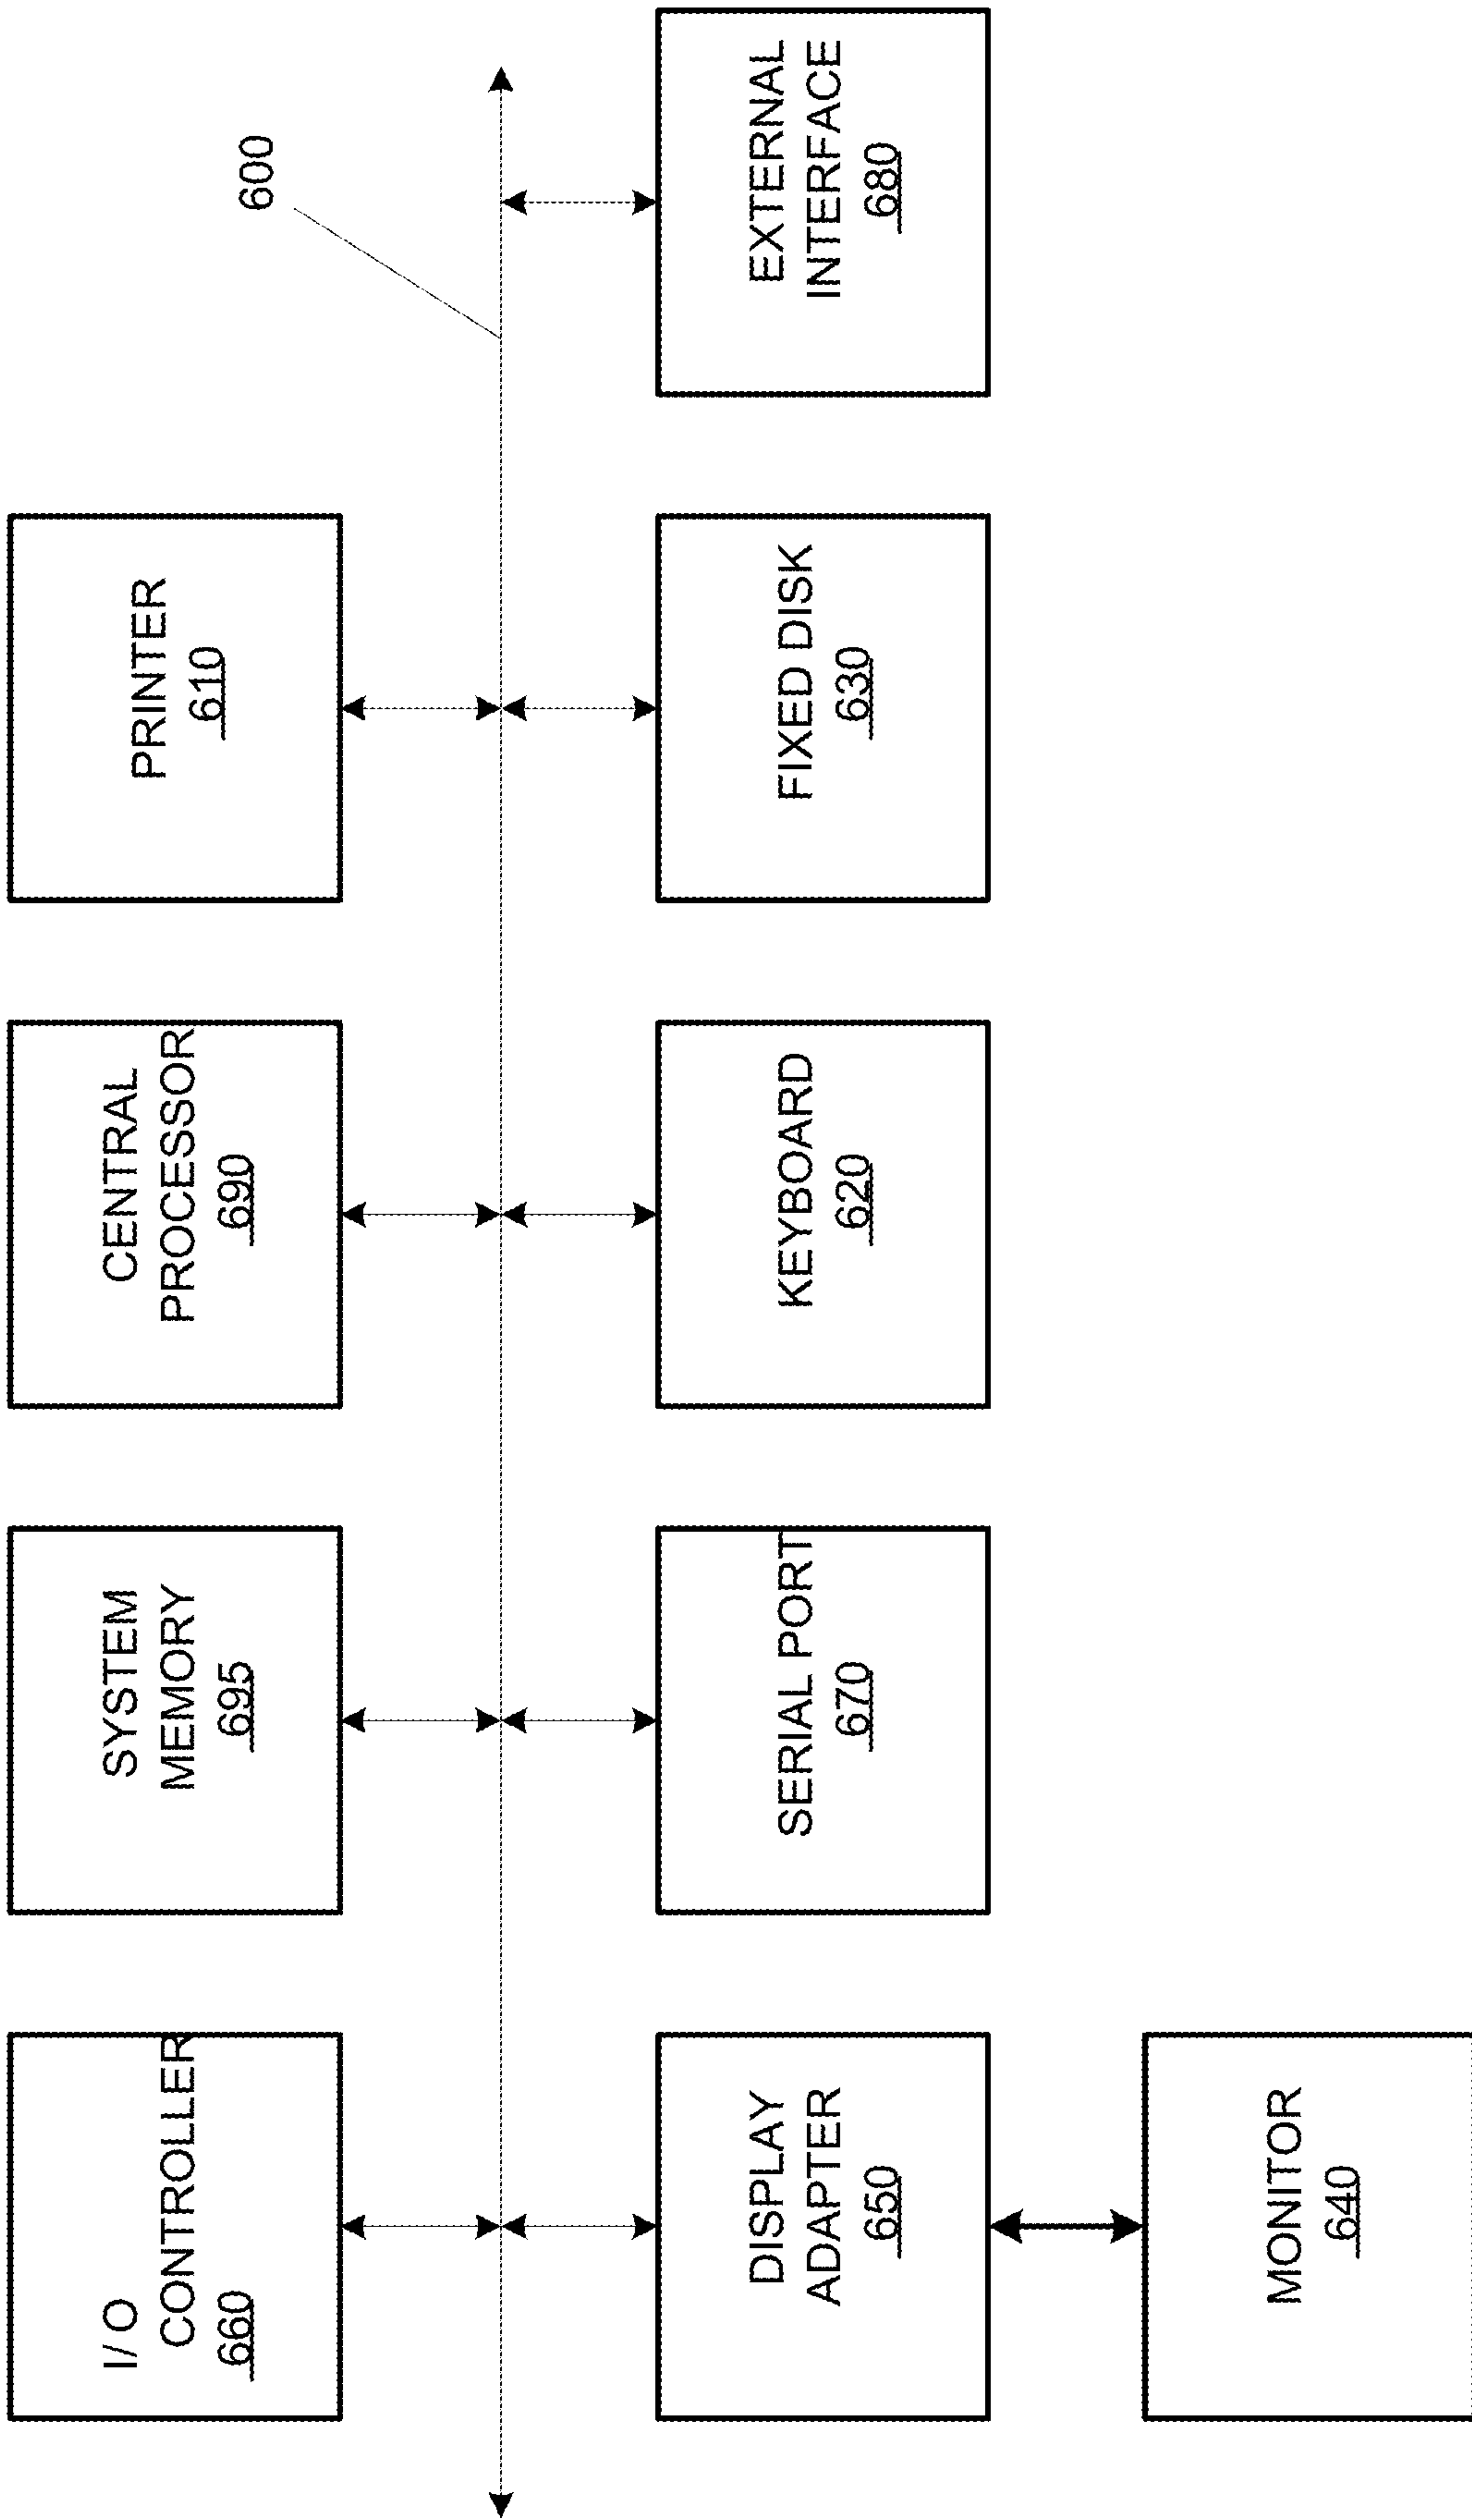 I/O
CONTROLLER
660
SYSTEM
MEMORY
695
CENTRAL
PROCESSOR
690
PRINTER
610
600
DISPLAY
ADAPTER
650
SERIAL PORT
670
KEYBOARD
620
FIXED DISK
630
EXTERNAL
INTERFACE
680
MONITOR
640